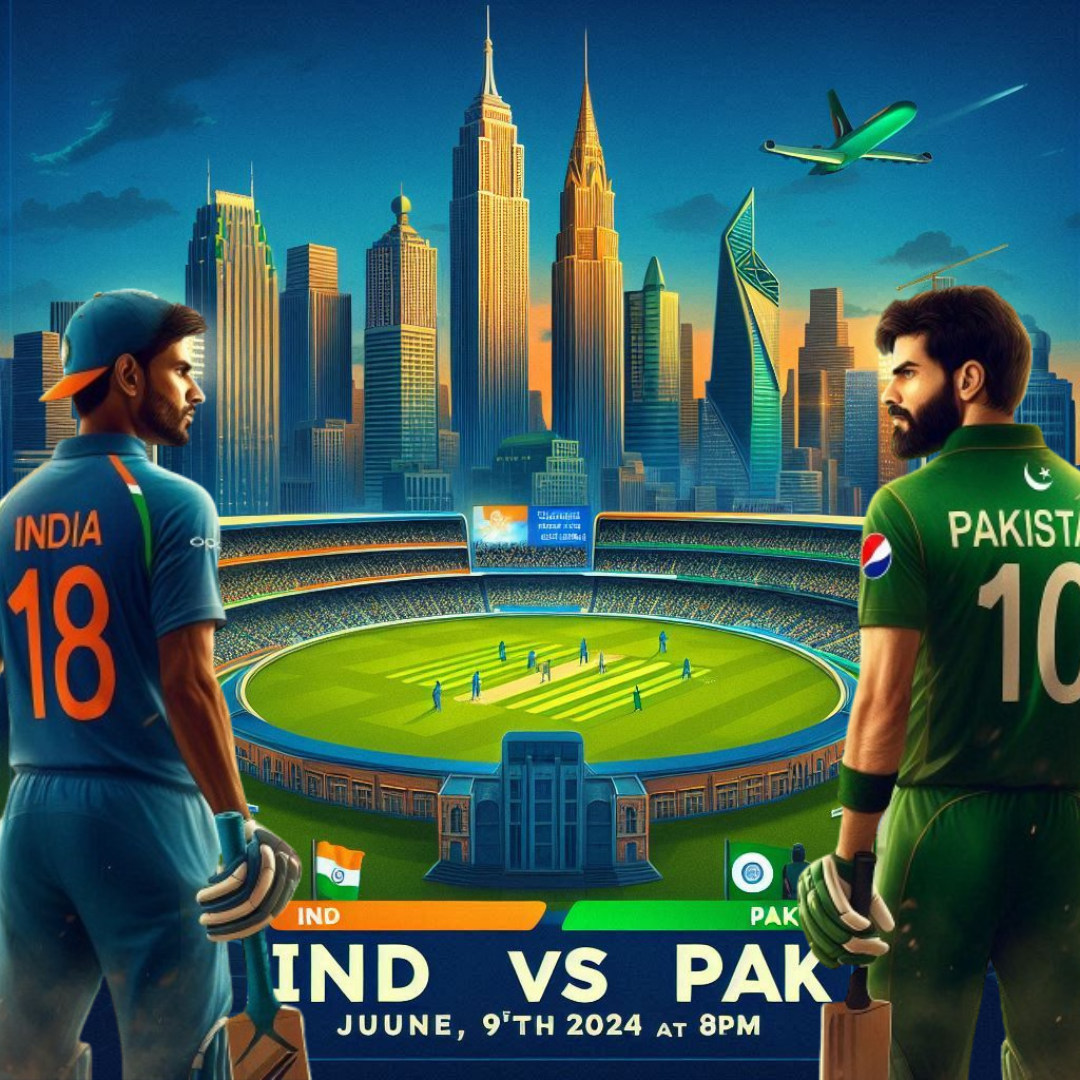 INDIA
18
PAKISTA
10
IND
PAK
IND VS PAK
JUUNE, 9TH 2024 AT 8PM